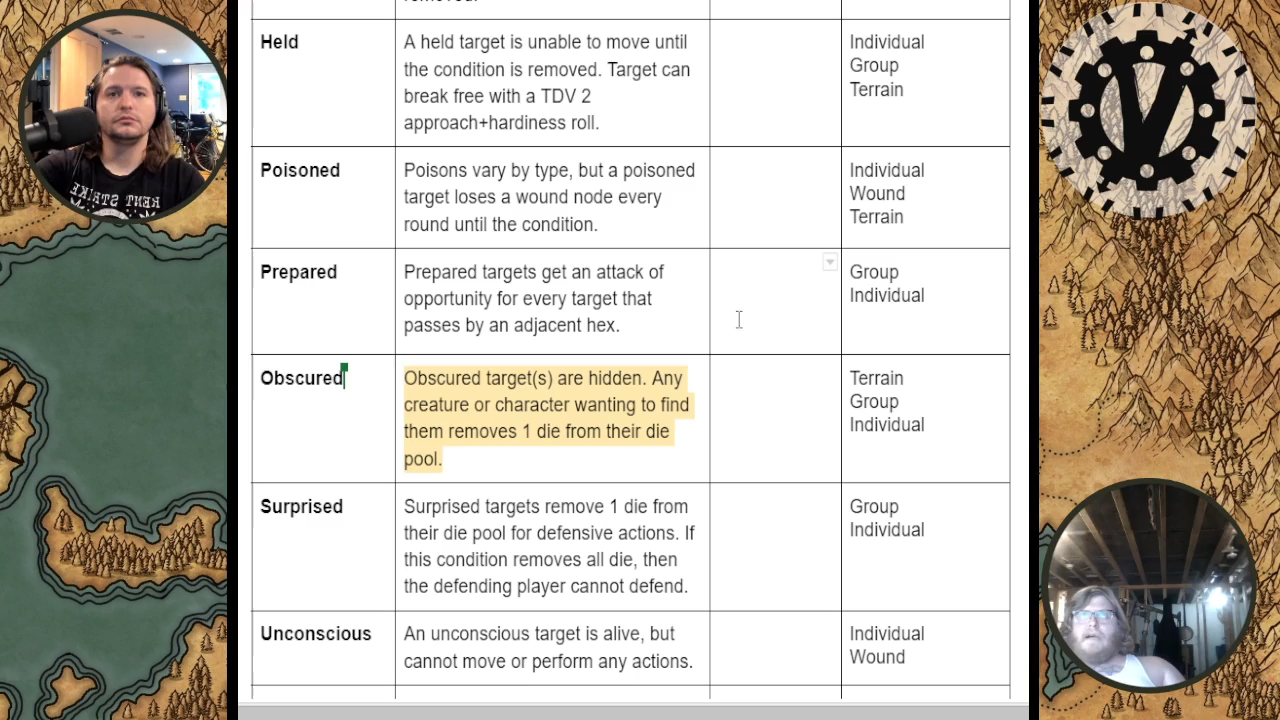 Held
A held target is unable to move until
the condition is removed. Target can
break free with a TDV 2
approach+hardiness roll.
Individual
Group
Terrain
Poisoned
Poisons vary by type, but a poisoned
target loses a wound node every
round until the condition.
Individual
Wound
Terrain
Prepared
Prepared targets get an attack of
opportunity for every target that
passes by an adjacent hex.
Group
Individual
Obscured
Obscured target(s) are hidden. Any
creature or character wanting to find
them removes 1 die from their die
pool.
Terrain
Group
Individual
Surprised
Surprised targets remove 1 die from
their die pool for defensive actions. If
this condition removes all die, then
the defending player cannot defend.
Group
Individual
Unconscious
An unconscious target is alive, but
cannot move or perform any actions.
Individual
Wound
V